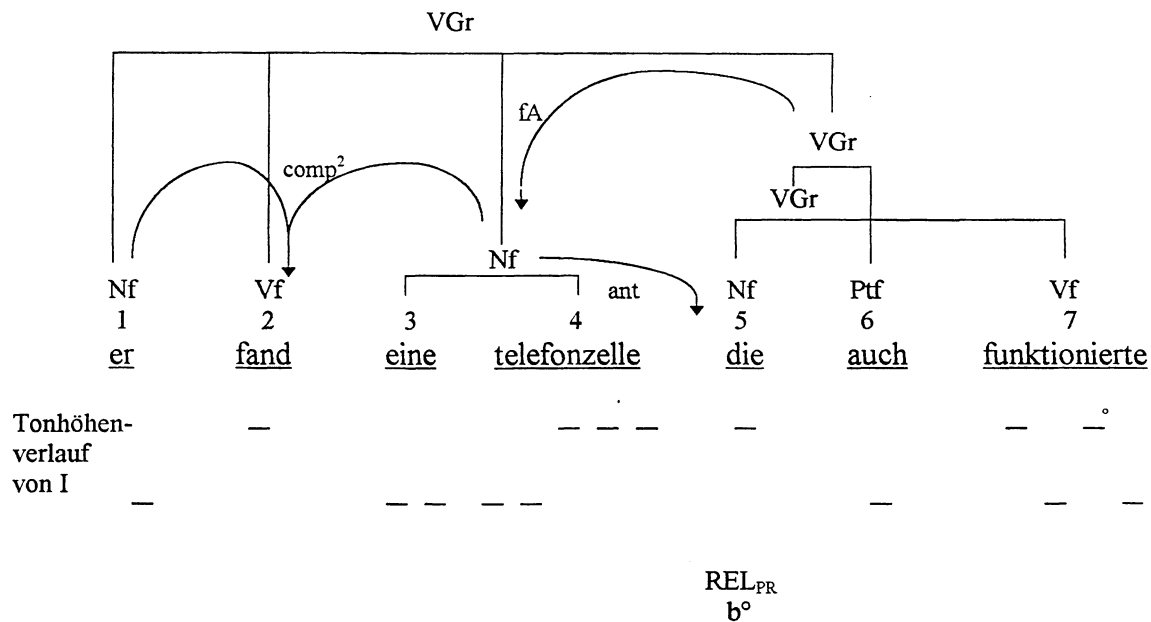 VGr
fA
VGr
comp²
VGr
Nf
Nf Vf ant Nf Ptf Vf
1 2 3 4 5 6 7
er fand eine telefonzelle die auch funktionierte
Tonhöhen-
verlauf
von I
REL_PR
b°